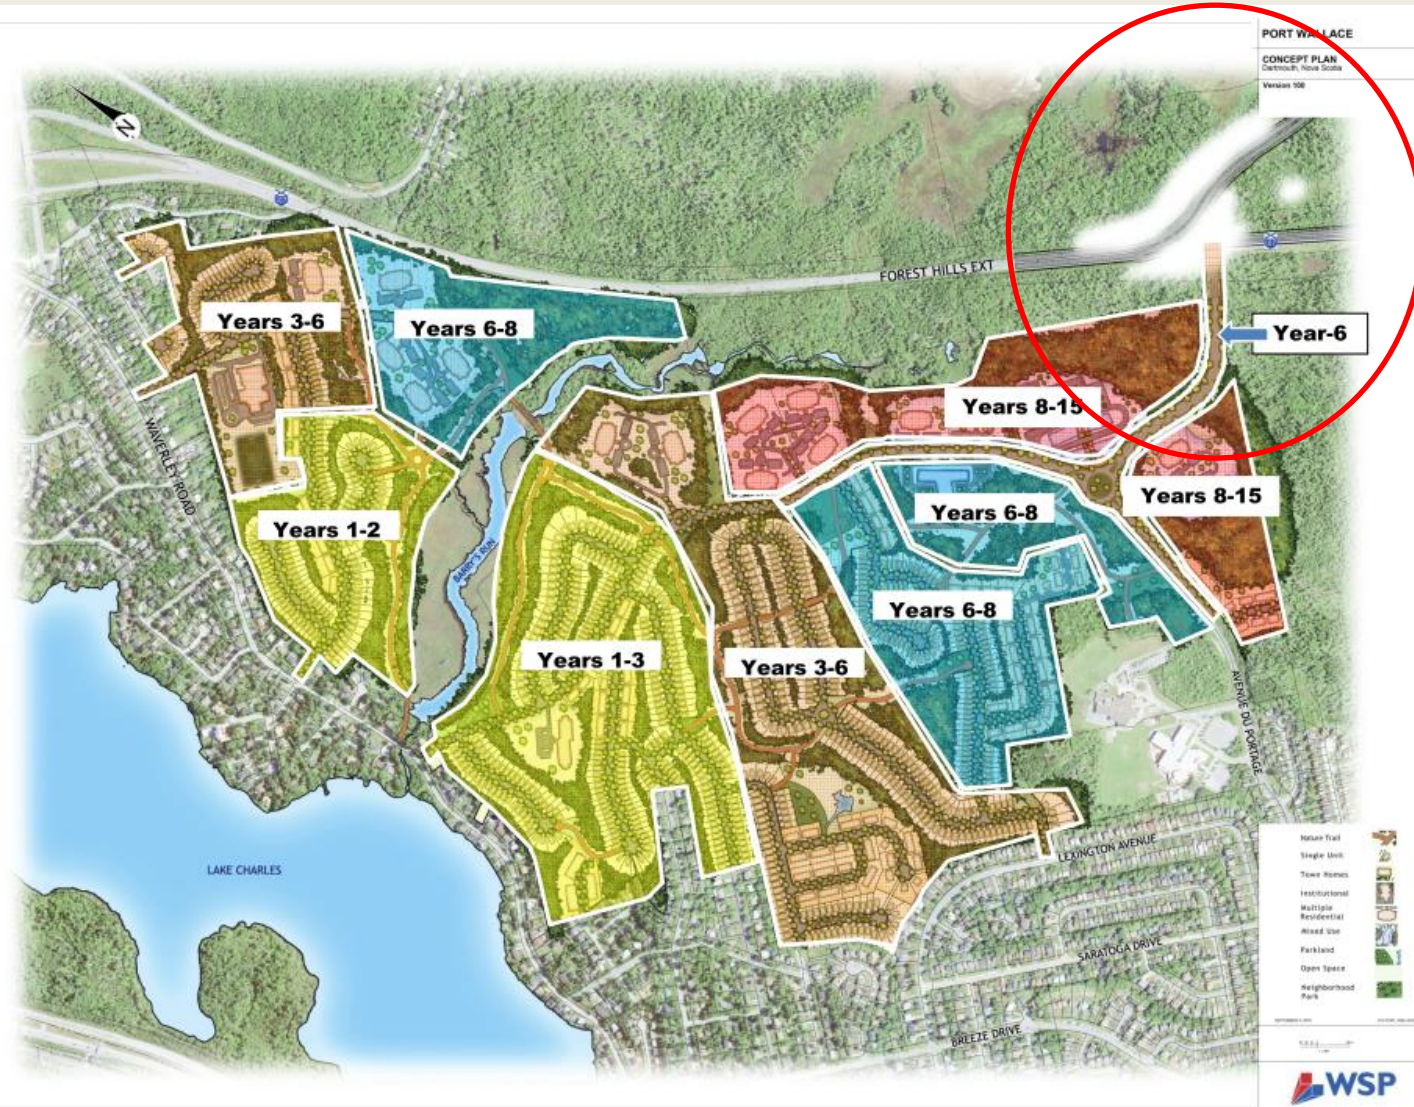 PORT WALLACE
CONCEPT PLAN
Dartmouth, Nova Scotia
Version 100
N
FOREST HILLS EXT
Years 3-6
Years 6-8
Year-6
Years 8-15
WAVERLEY ROAD
Years 1-2
Years 6-8
Years 8-15
BARRY'S RUN
Years 6-8
Years 1-3
Years 3-6
AVENUE DU PORTAGE
LAKE CHARLES
LEXINGTON AVENUE
SARATOGA DRIVE
BREEZE DRIVE
Nature Trail
Single Unit
Town Homes
Institutional
Multiple
Residential
Mixed Use
Parkland
Open Space
Neighborhood
Park
WSP